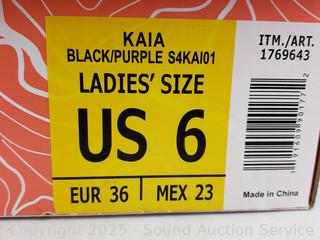 KAIA
BLACK/PURPLE S4KAI01
LADIES' SIZE
US 6
EUR 36 | MEX 23
ITM./ART.
1769643
Made in China
Copyright 2025 - Sound Auction Service